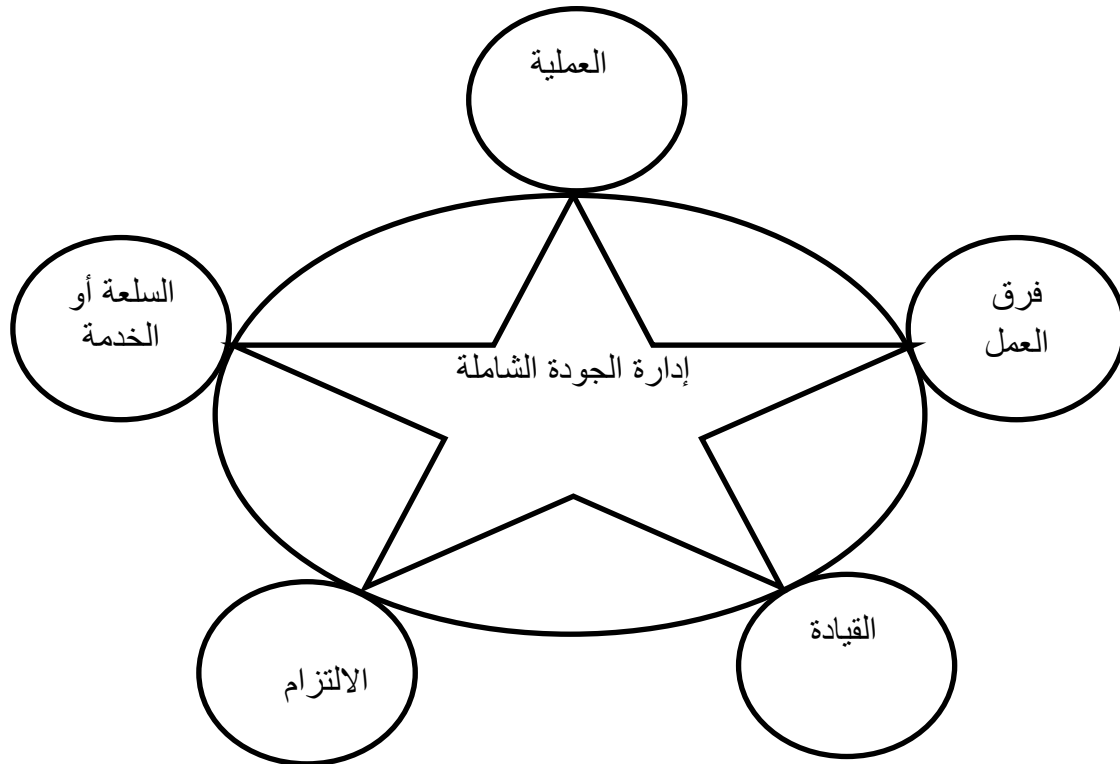 العملية
فرق
العمل
السلعة أو
الخدمة
إدارة الجودة الشاملة
القيادة
الالتزام